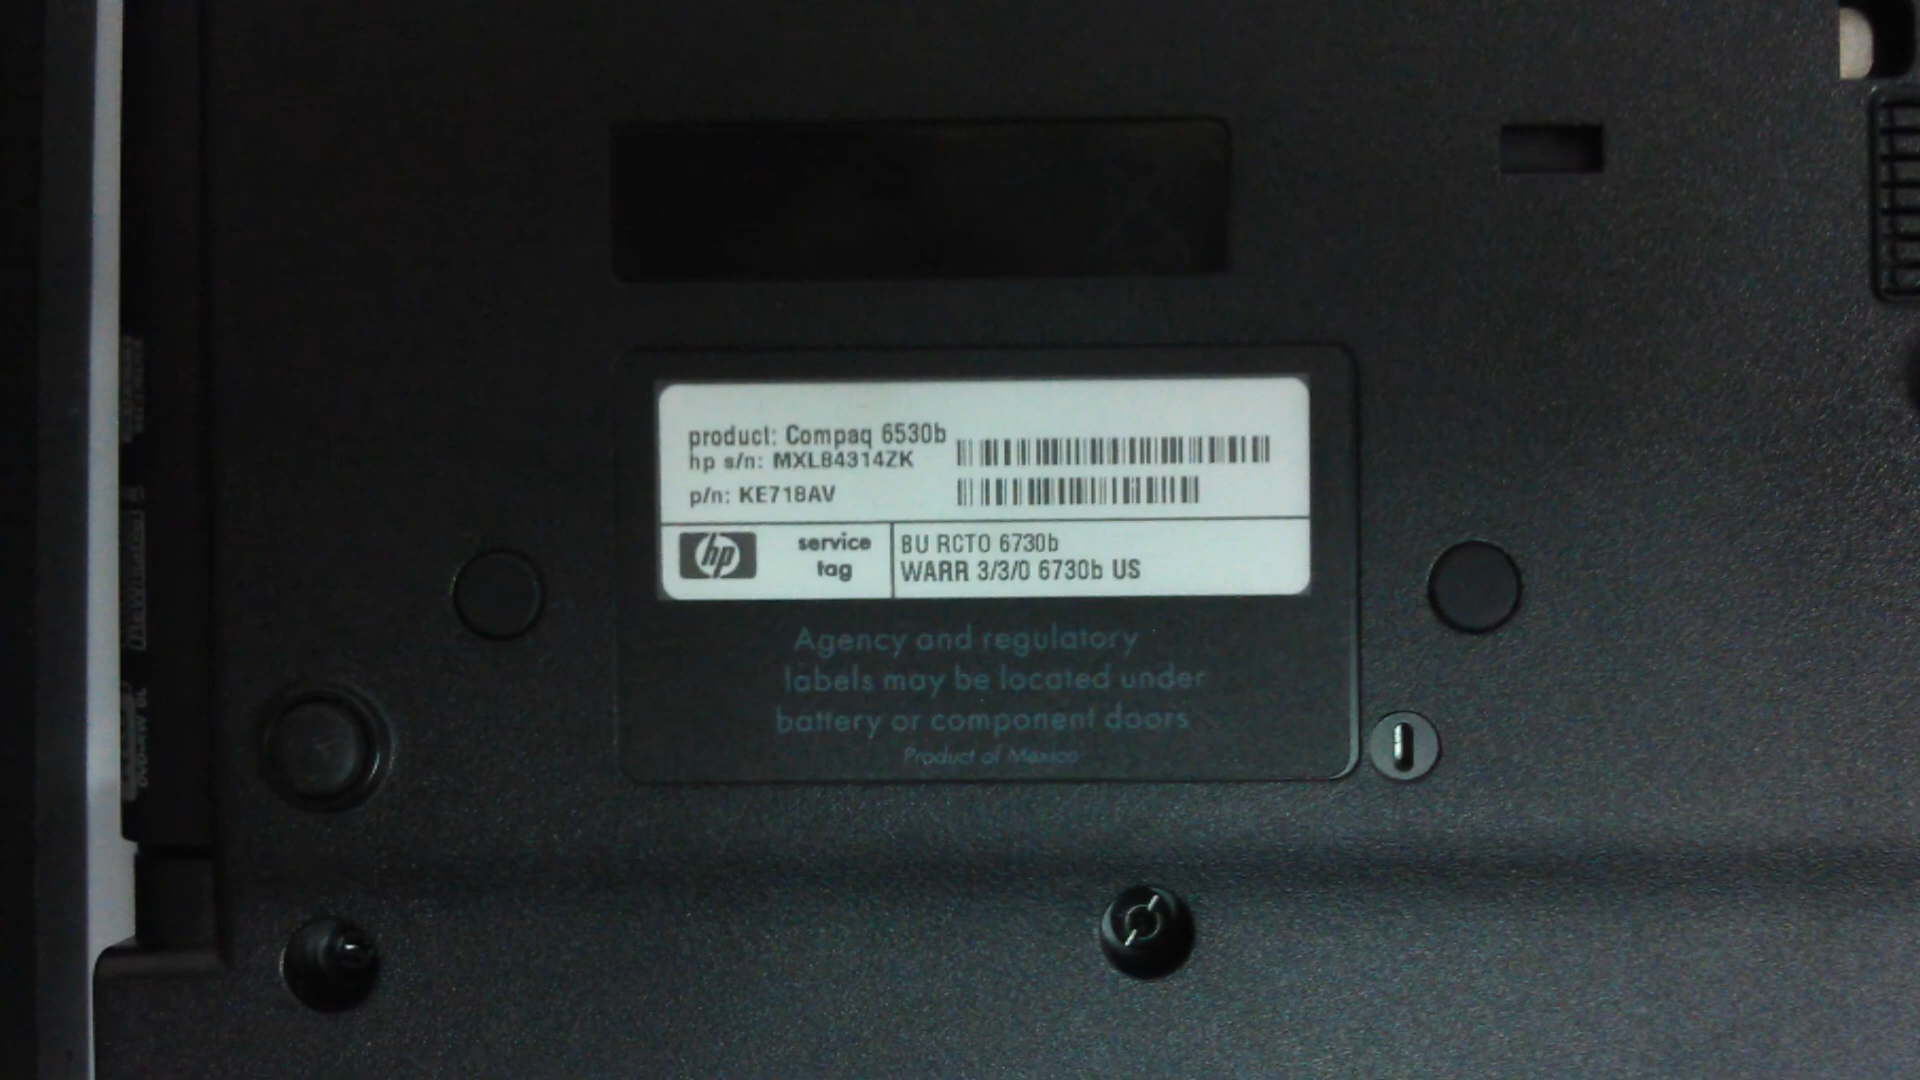 product: Compaq 6530b
hp s/n: MXL84314ZK
p/n: KE718AV
hp
service
tag
BU RCTO 6730b
WARR 3/3/0 6730b US
Agency and regulatory
labels may be located under
battery or component doors
Product of Mexico